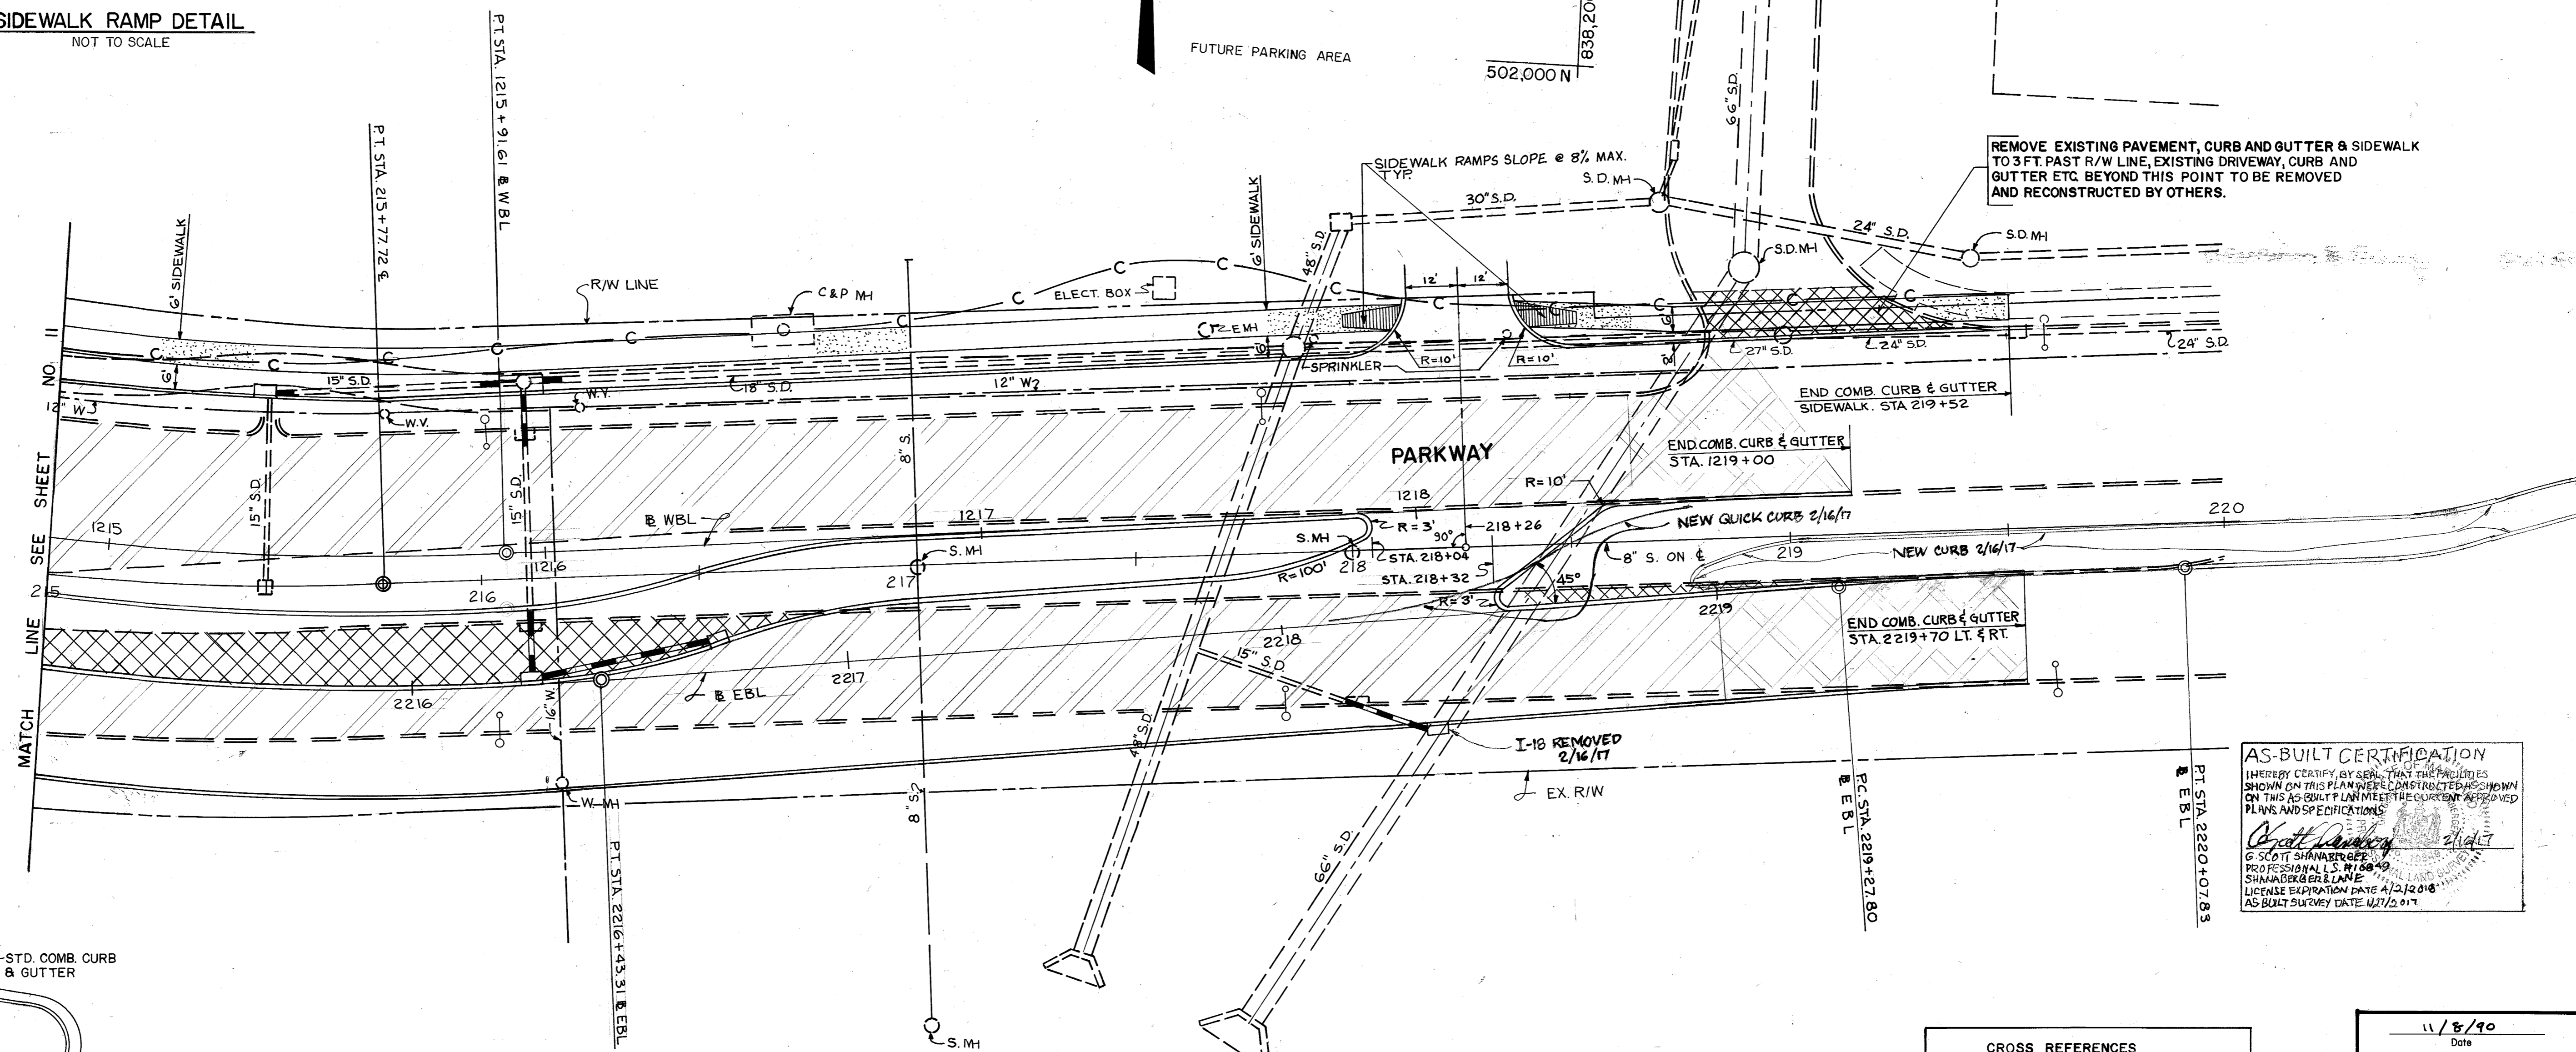 SIDEWALK RAMP DETAIL
NOT TO SCALE
P.T. STA. 1215+91.61 ℄ WBL
P.T. STA. 215+77.72 ℄
FUTURE PARKING AREA
502,000 N
838,20
66" S.D.
REMOVE EXISTING PAVEMENT, CURB AND GUTTER & SIDEWALK
TO 3 FT. PAST R/W LINE, EXISTING DRIVEWAY, CURB AND
GUTTER ETC. BEYOND THIS POINT TO BE REMOVED
AND RECONSTRUCTED BY OTHERS.
SIDEWALK RAMPS SLOPE @ 8% MAX.
TYP.
S.D. MH
30" S.D.
24" S.D.
S.D. MH
S.D. MH
6' SIDEWALK
6' SIDEWALK
48" S.D.
R/W LINE
C&P MH
ELECT. BOX
E MH
12'
12'
C
C
C
C
C
C
C
C
C
C
C
C
C
C
6'
6'
6'
8'
R=10'
R=10'
SPRINKLER
27" S.D.
24" S.D.
24" S.D.
15" S.D.
18" S.D.
12" W
12" W
W.V.
W.V.
END COMB. CURB & GUTTER
SIDEWALK. STA 219+52
PARKWAY
END COMB. CURB & GUTTER
STA. 1219+00
8" S.
15" S.D.
15" S.D.
R=10'
1215
1216
1217
1218
℄ WBL
S. MH
S. MH
R=3'
90°
218+26
STA. 218+04
STA. 218+32
NEW QUICK CURB 2/16/17
8" S. ON ℄
NEW CURB 2/16/17
215
216
217
218
219
220
R=100'
45°
R=3'
2216
2217
2218
2219
℄ EBL
15" S.D.
16" W.
END COMB. CURB & GUTTER
STA. 2219+70 LT. & RT.
MATCH LINE SEE SHEET NO. 11
48" S.D.
I-18 REMOVED
2/16/17
EX. R/W
W. MH
8" S.
66" S.D.
P.T. STA. 2216+43.31 ℄ EBL
P.C. STA. 2219+27.80
℄ EBL
P.T. STA. 2220+07.83
℄ EBL
S. MH
AS-BUILT CERTIFICATION
I HEREBY CERTIFY, BY SEAL, THAT THE FACILITIES
SHOWN ON THIS PLAN WERE CONSTRUCTED AS SHOWN
ON THIS AS-BUILT PLAN MEET THE CURRENT APPROVED
PLANS AND SPECIFICATIONS
2/16/17
G. SCOTT SHANABERGER
PROFESSIONAL L.S. #10849
SHANABERGER & LANE
LICENSE EXPIRATION DATE 4/2/2018
AS BUILT SURVEY DATE 1/27/2017
STD. COMB. CURB
& GUTTER
CROSS REFERENCES
11/8/90
Date